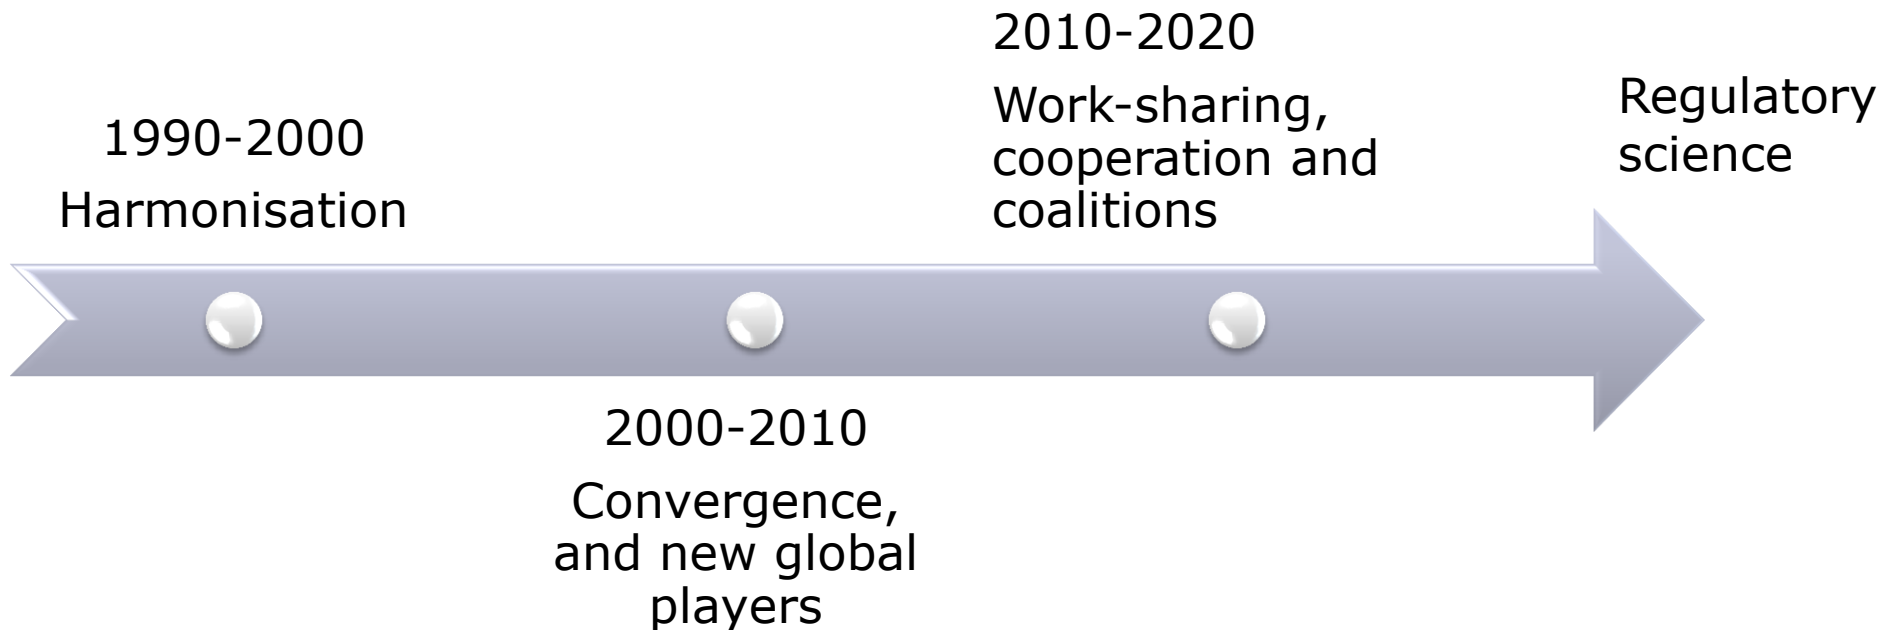 1990-2000
Harmonisation
2000-2010
Convergence,
and new global
players
2010-2020
Work-sharing,
cooperation and
coalitions
Regulatory
science